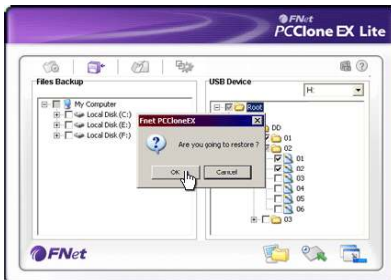 FNet
PCClone EX Lite
Files Backup
USB Device
H:
My Computer
Local Disk (C:)
Local Disk (E:)
Local Disk (F:)
Root
DD
01
02
01
02
03
04
05
06
03
Fnet PCCloneEX
Are you going to restore ?
OK
Cancel
FNet